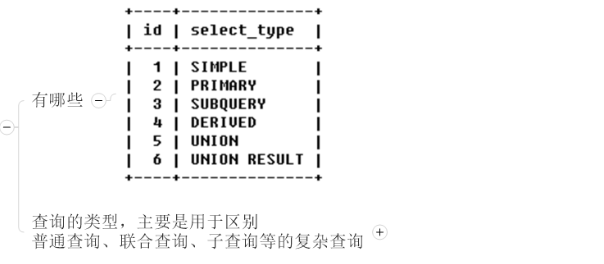 +----+--------------+
| id | select_type |
+----+--------------+
| 1 | SIMPLE |
| 2 | PRIMARY |
| 3 | SUBQUERY |
| 4 | DERIVED |
| 5 | UNION |
| 6 | UNION RESULT |
+----+--------------+
有哪些
查询的类型，主要是用于区别
普通查询、联合查询、子查询等的复杂查询